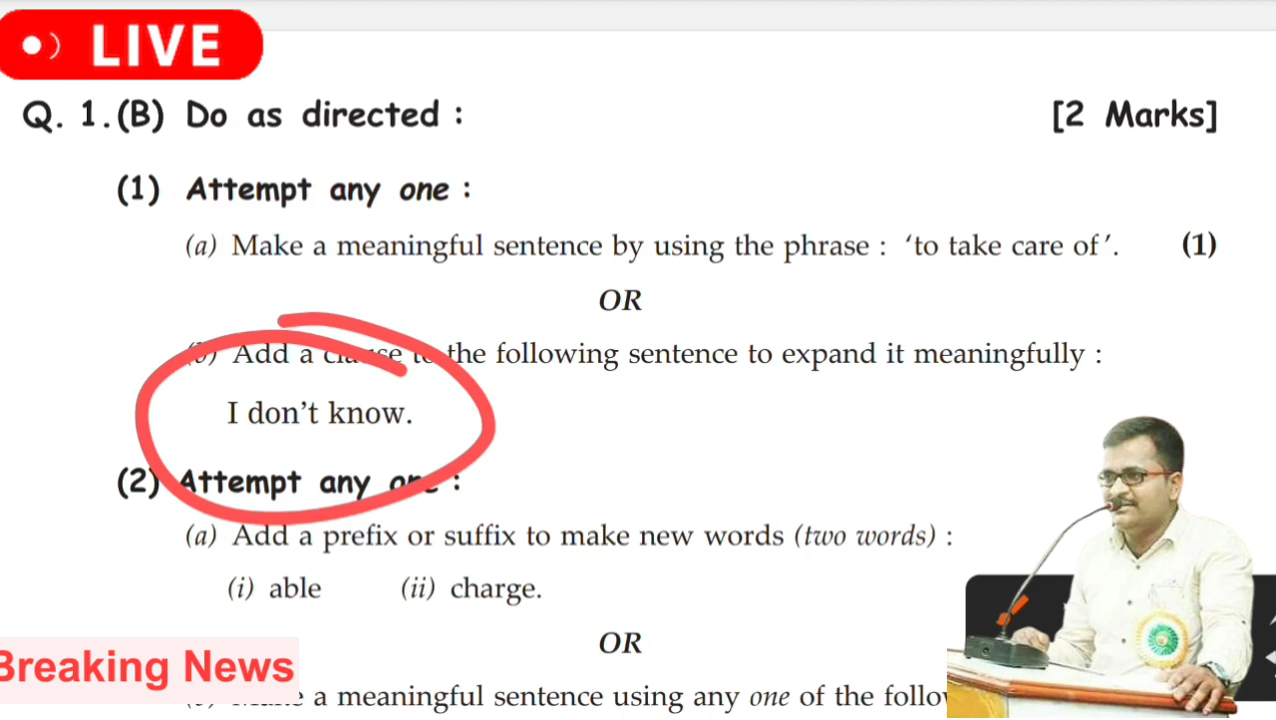 LIVE
Q. 1.(B) Do as directed : [2 Marks]
(1) Attempt any one :
(a) Make a meaningful sentence by using the phrase : ‘to take care of’. (1)
OR
(b) Add a clause to the following sentence to expand it meaningfully :
I don’t know.
(2) Attempt any one :
(a) Add a prefix or suffix to make new words (two words) :
(i) able (ii) charge.
OR
Breaking News
a meaningful sentence using any one of the